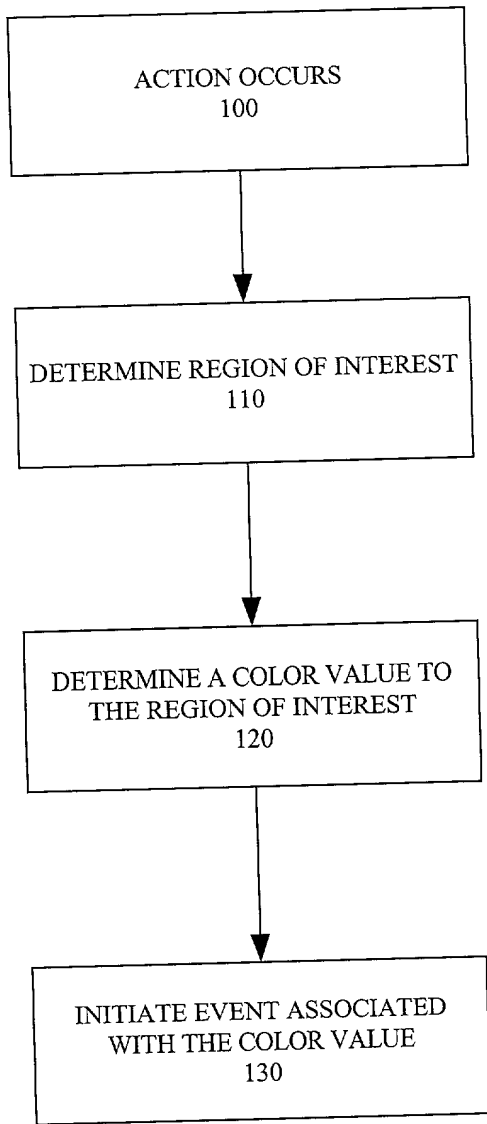 ACTION OCCURS
100
DETERMINE REGION OF INTEREST
110
DETERMINE A COLOR VALUE TO
THE REGION OF INTEREST
120
INITIATE EVENT ASSOCIATED
WITH THE COLOR VALUE
130